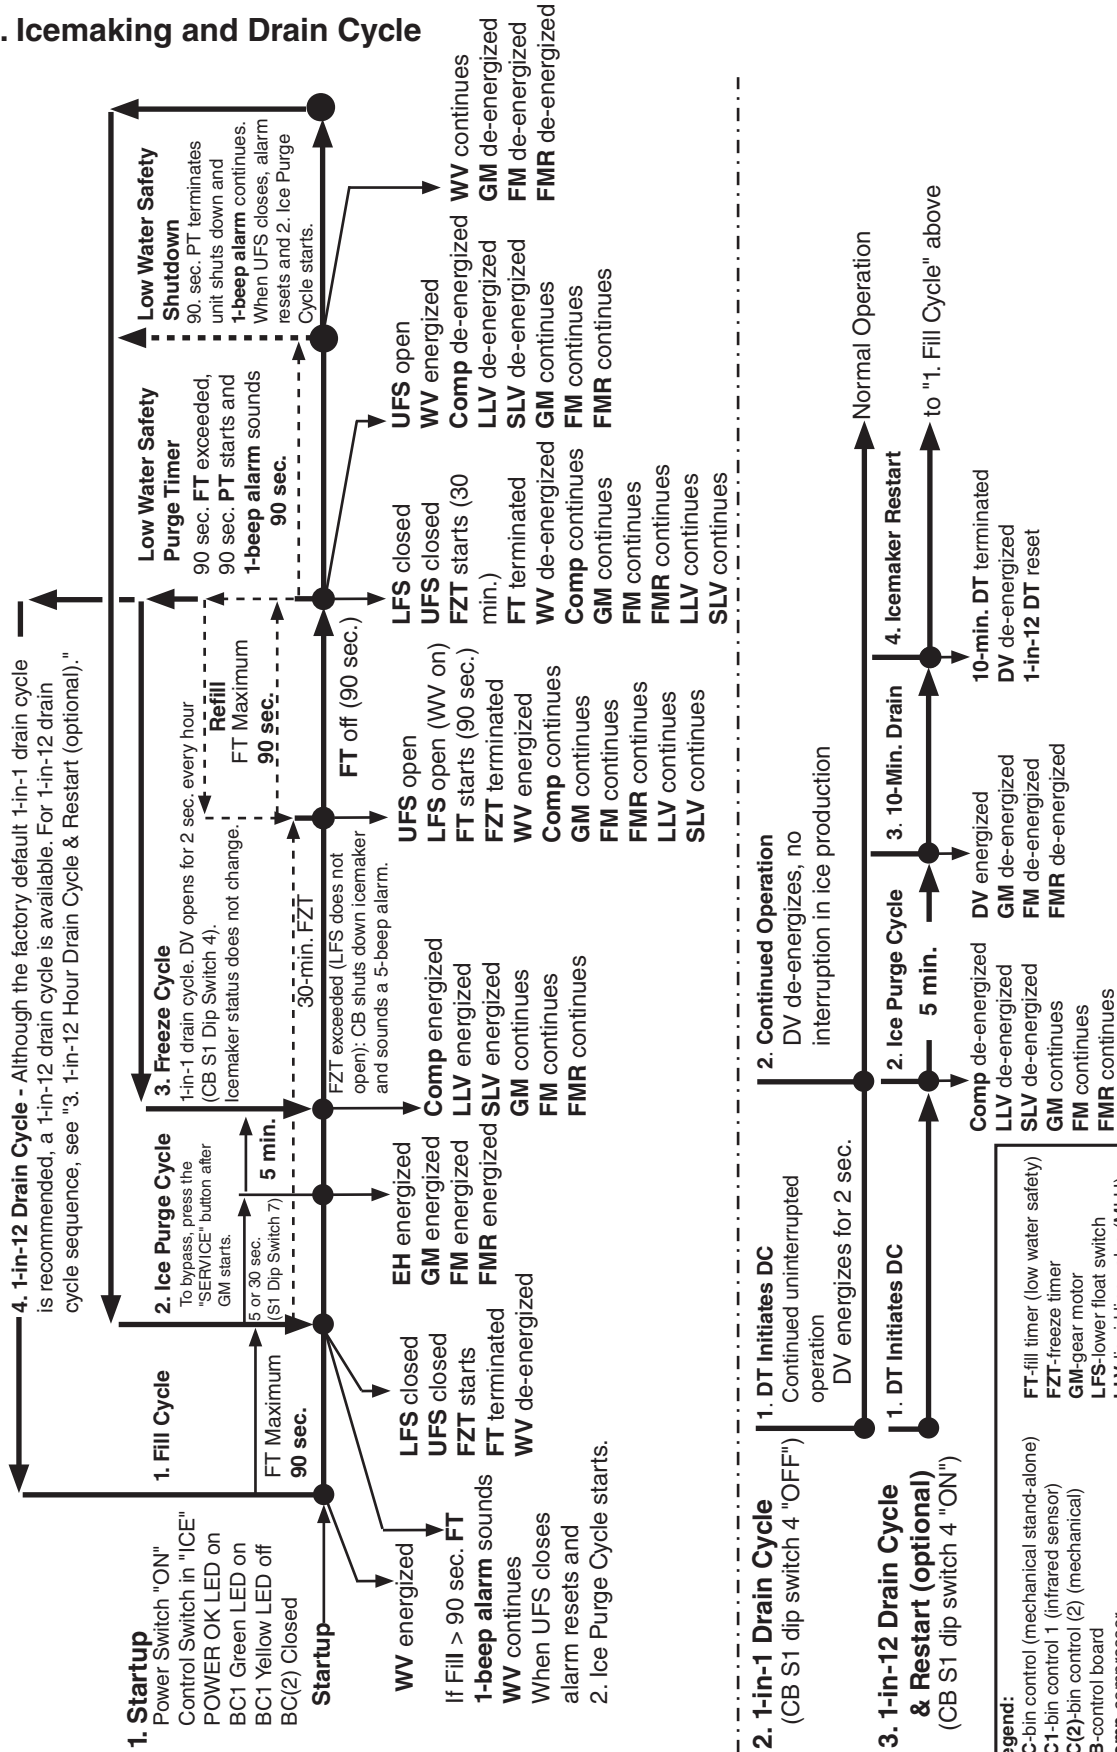 . Icemaking and Drain Cycle
4. 1-in-12 Drain Cycle - Although the factory default 1-in-1 drain cycle
is recommended, a 1-in-12 drain cycle is available. For 1-in-12 drain
cycle sequence, see "3. 1-in-12 Hour Drain Cycle & Restart (optional)."
1. Startup
Power Switch "ON"
Control Switch in "ICE"
POWER OK LED on
BC1 Green LED on
BC1 Yellow LED off
BC(2) Closed
Startup
1. Fill Cycle
FT Maximum
90 sec.
2. Ice Purge Cycle
To bypass, press the
"SERVICE" button after
GM starts.
5 or 30 sec.
(S1 Dip Switch 7)
5 min.
3. Freeze Cycle
1-in-1 drain cycle. DV opens for 2 sec. every hour
(CB S1 Dip Switch 4).
Icemaker status does not change.
30-min. FZT
FZT exceeded (LFS does not
open): CB shuts down icemaker
and sounds a 5-beep alarm.
Refill
FT Maximum
90 sec.
FT off (90 sec.)
Low Water Safety
Purge Timer
90 sec. FT exceeded,
90 sec. PT starts and
1-beep alarm sounds
90 sec.
Low Water Safety
Shutdown
90. sec. PT terminates
unit shuts down and
1-beep alarm continues.
When UFS closes, alarm
resets and 2. Ice Purge
Cycle starts.
WV energized
If Fill > 90 sec. FT
1-beep alarm sounds
WV continues
When UFS closes
alarm resets and
2. Ice Purge Cycle starts.
LFS closed
UFS closed
FZT starts
FT terminated
WV de-energized
EH energized
GM energized
FM energized
FMR energized
Comp energized
LLV energized
SLV energized
GM continues
FM continues
FMR continues
UFS open
LFS open (WV on)
FT starts (90 sec.)
FZT terminated
WV energized
Comp continues
GM continues
FM continues
FMR continues
LLV continues
SLV continues
LFS closed
UFS closed
FZT starts (30
min.)
FT terminated
WV de-energized
Comp continues
GM continues
FM continues
FMR continues
LLV continues
SLV continues
UFS open
WV energized
Comp de-energized
LLV de-energized
SLV de-energized
GM continues
FM continues
FMR continues
WV continues
GM de-energized
FM de-energized
FMR de-energized
2. 1-in-1 Drain Cycle
(CB S1 dip switch 4 "OFF")
1. DT Initiates DC
Continued uninterrupted
operation
DV energizes for 2 sec.
2. Continued Operation
DV de-energizes, no
interruption in ice production
Normal Operation
3. 1-in-12 Drain Cycle
& Restart (optional)
(CB S1 dip switch 4 "ON")
1. DT Initiates DC
2. Ice Purge Cycle
5 min.
3. 10-Min. Drain
4. Icemaker Restart
to "1. Fill Cycle" above
Comp de-energized
LLV de-energized
SLV de-energized
GM continues
FM continues
FMR continues
DV energized
GM de-energized
FM de-energized
FMR de-energized
10-min. DT terminated
DV de-energized
1-in-12 DT reset
egend:
C-bin control (mechanical stand-alone)
C1-bin control 1 (infrared sensor)
C(2)-bin control (2) (mechanical)
B-control board
FT-fill timer (low water safety)
FZT-freeze timer
GM-gear motor
LFS-lower float switch